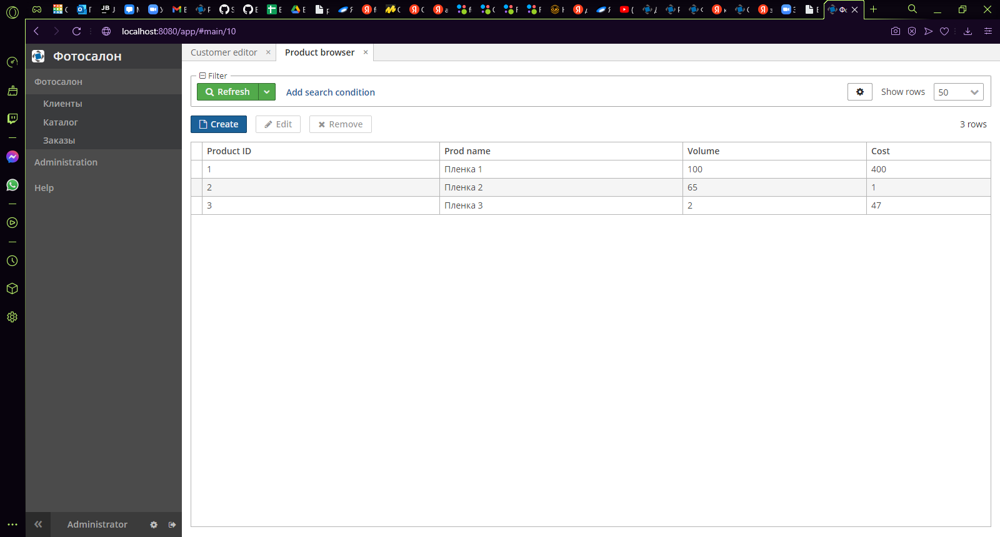 localhost:8080/app/#main/10
Фотосалон
Фотосалон
Клиенты
Каталог
Заказы
Administration
Help
Administrator
Customer editor
Product browser
Filter
Refresh
Add search condition
Show rows
50
Create
Edit
Remove
3 rows
Product ID Prod name Volume Cost
1 Пленка 1 100 400
2 Пленка 2 65 1
3 Пленка 3 2 47